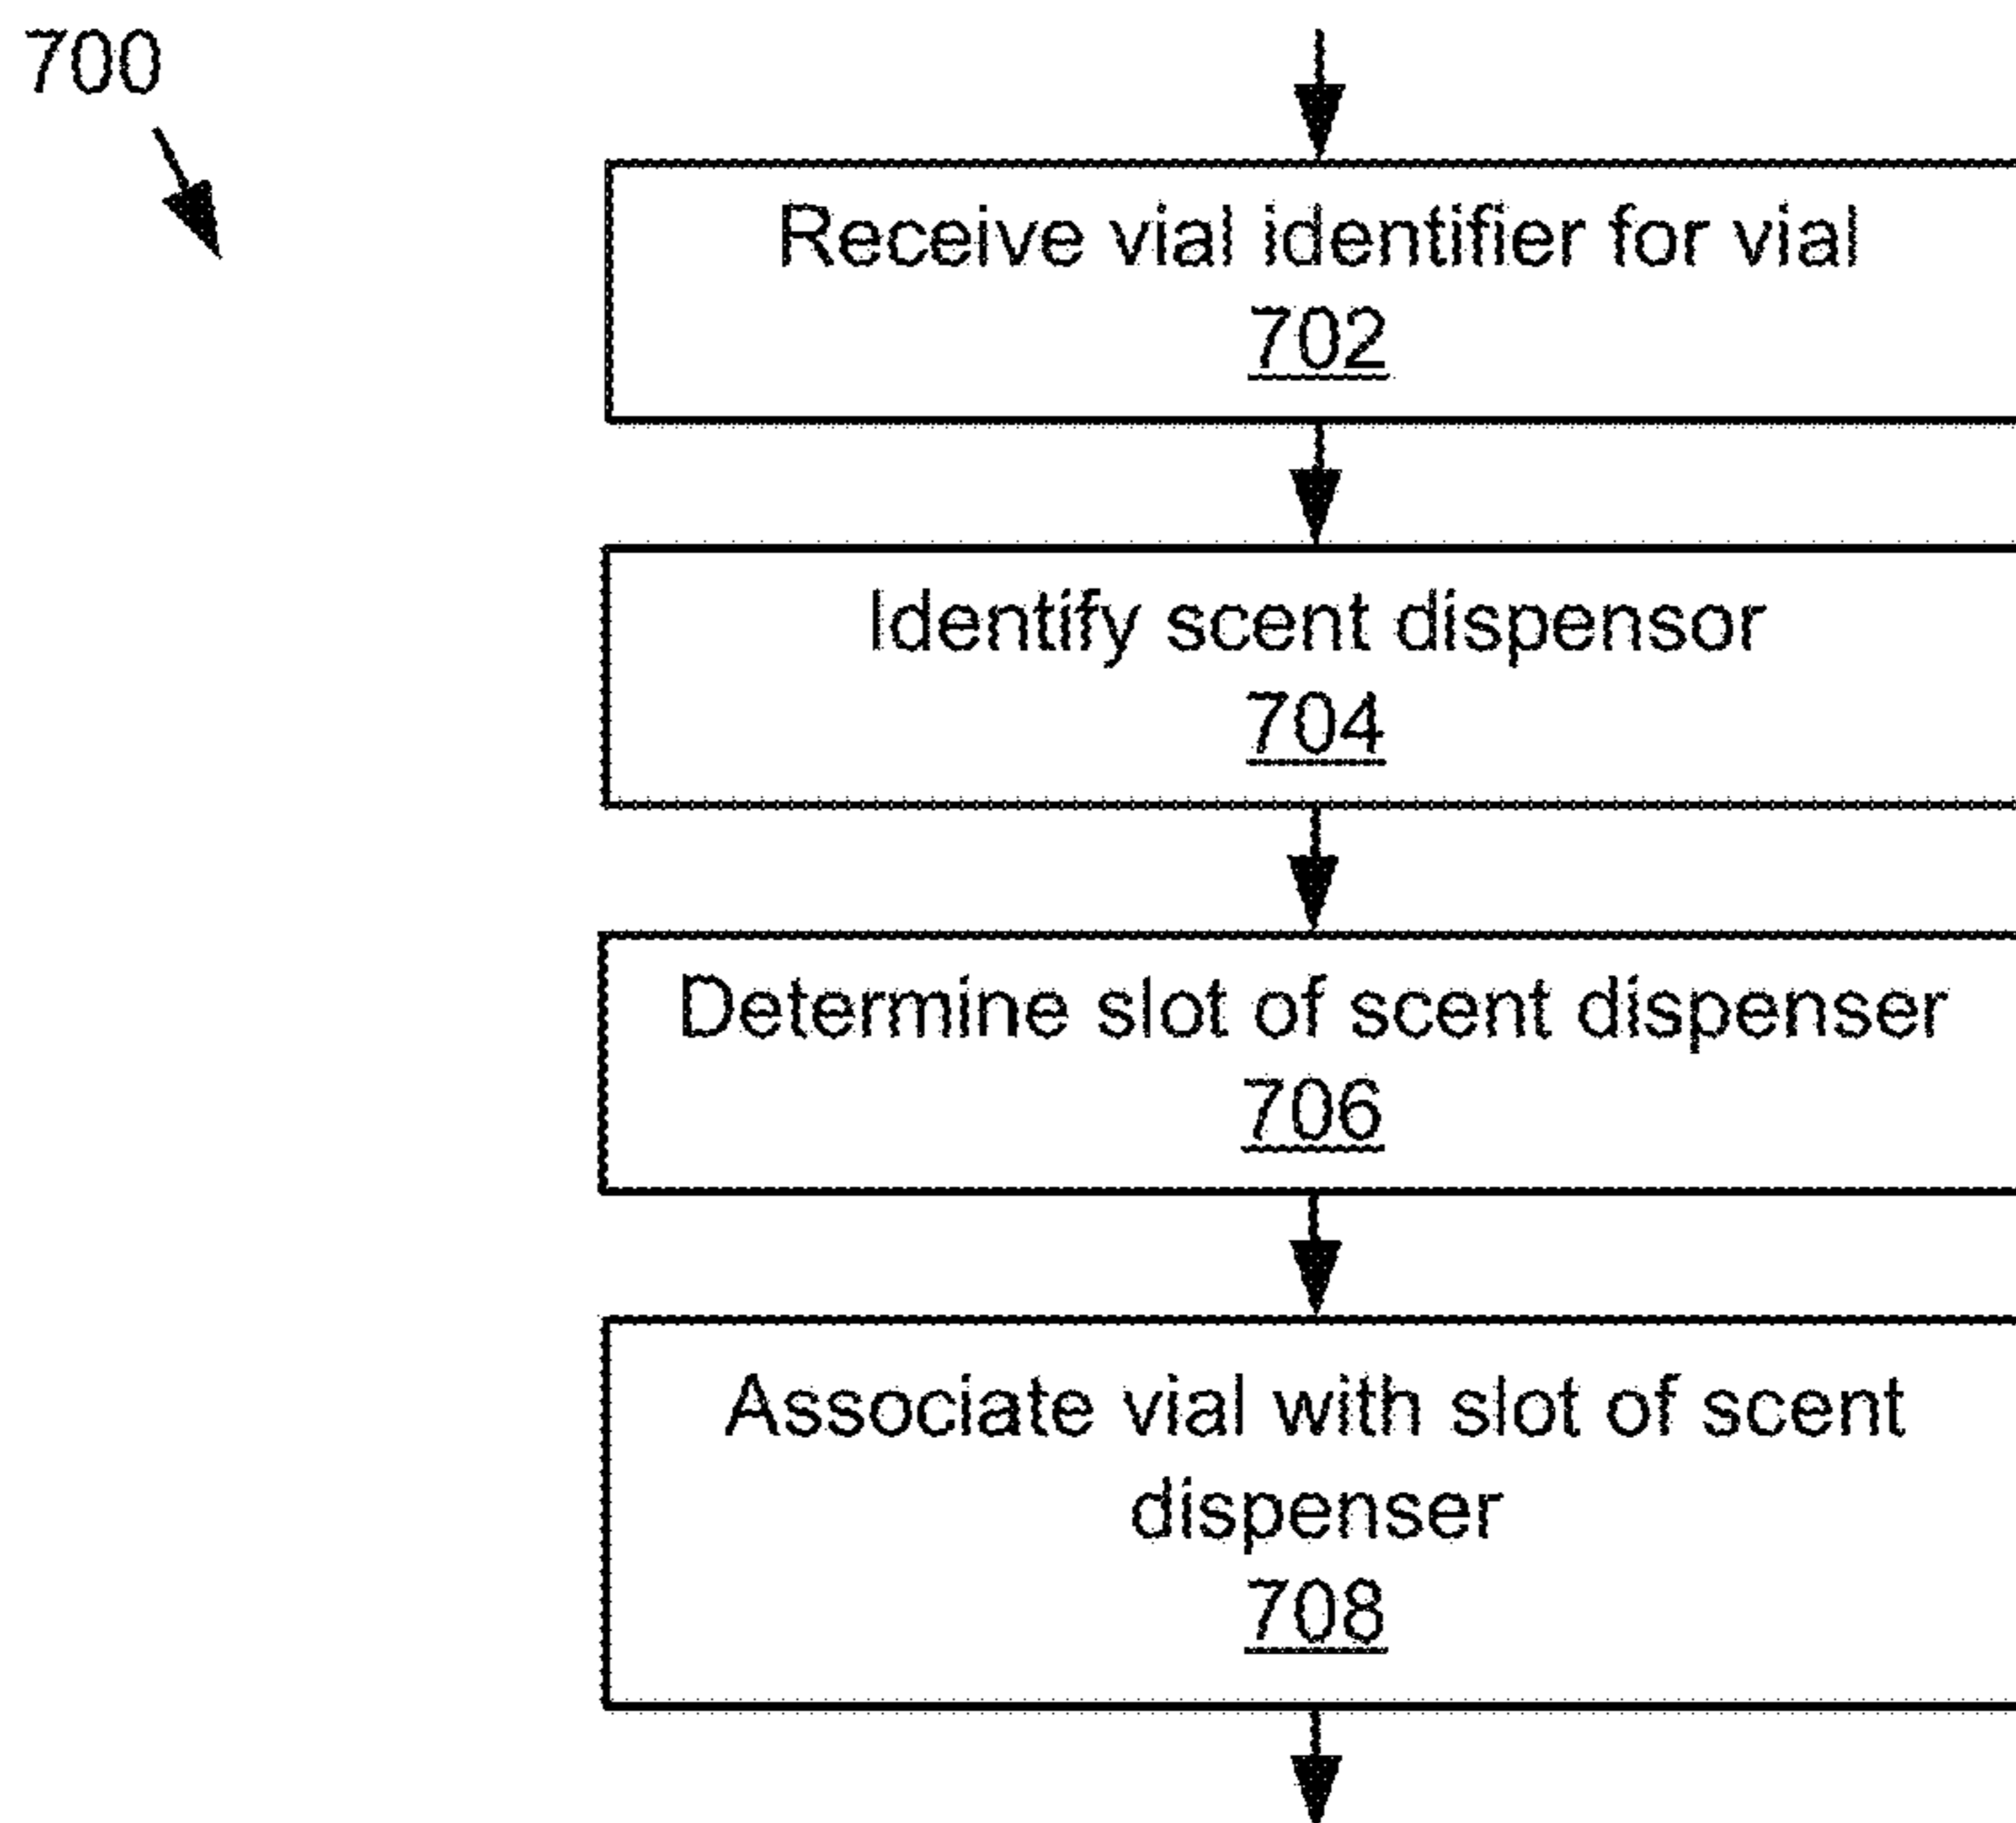 700
Receive vial identifier for vial
702
Identify scent dispensor
704
Determine slot of scent dispenser
706
Associate vial with slot of scent
dispenser
708